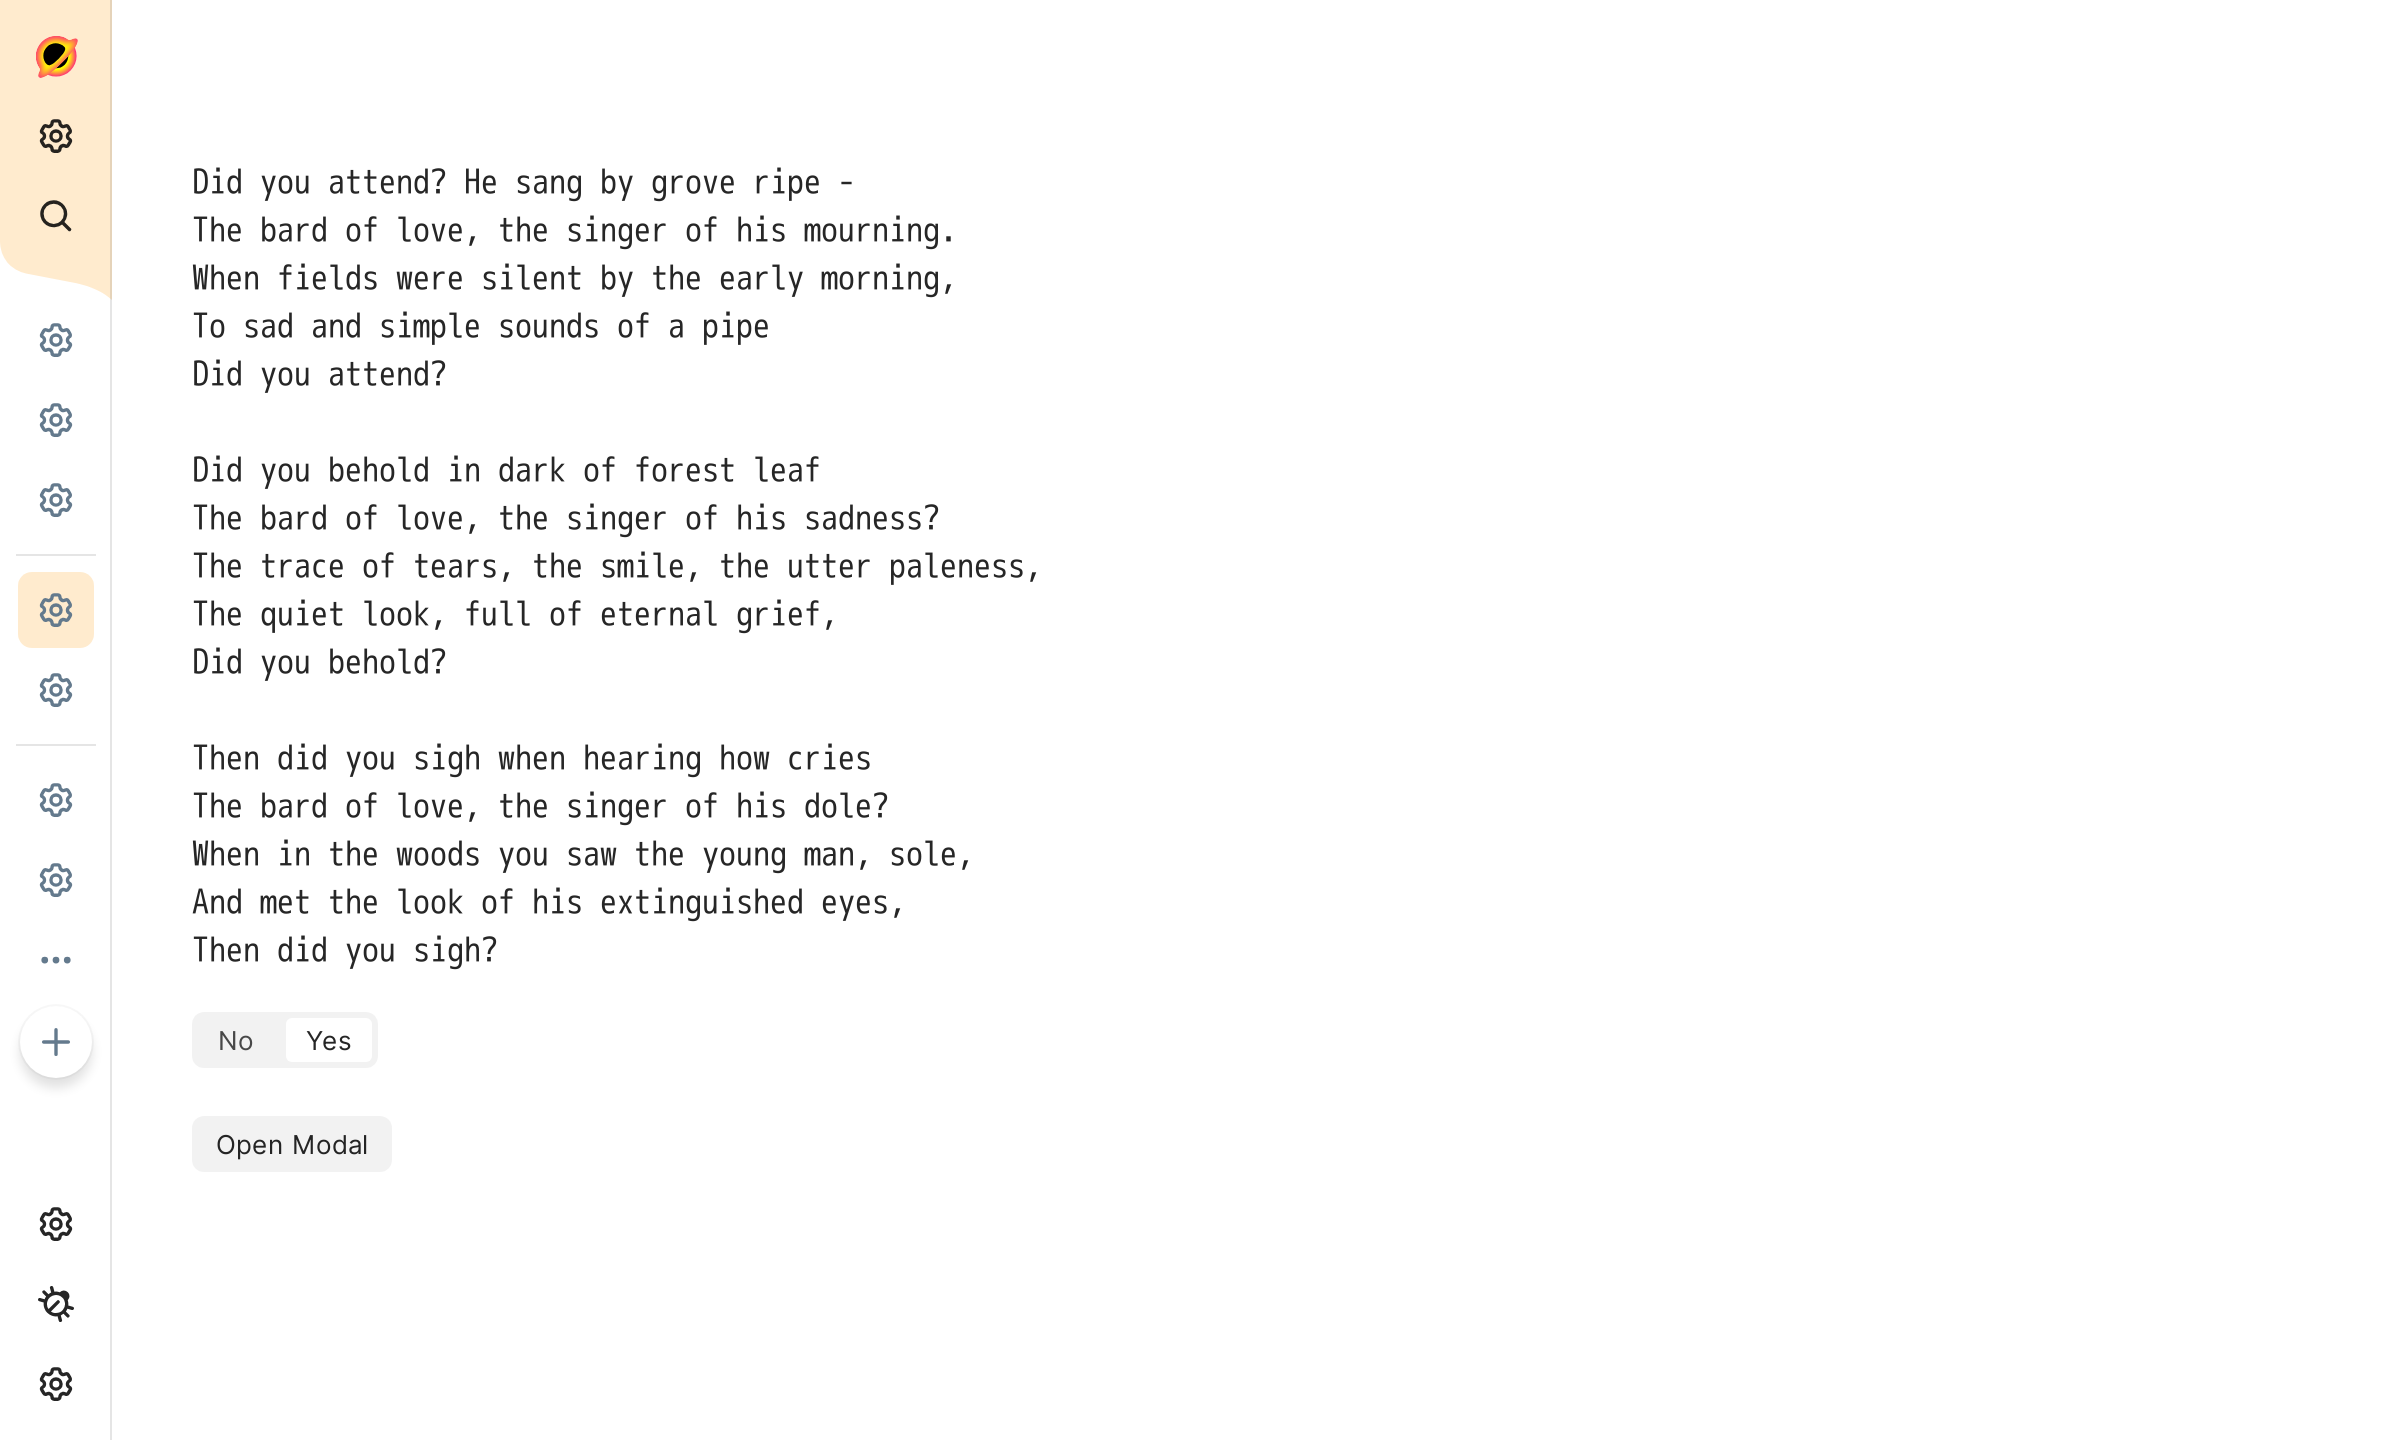 Did you attend? He sang by grove ripe -
The bard of love, the singer of his mourning.
When fields were silent by the early morning,
To sad and simple sounds of a pipe
Did you attend?

Did you behold in dark of forest leaf
The bard of love, the singer of his sadness?
The trace of tears, the smile, the utter paleness,
The quiet look, full of eternal grief,
Did you behold?

Then did you sigh when hearing how cries
The bard of love, the singer of his dole?
When in the woods you saw the young man, sole,
And met the look of his extinguished eyes,
Then did you sigh?

No Yes
Open Modal